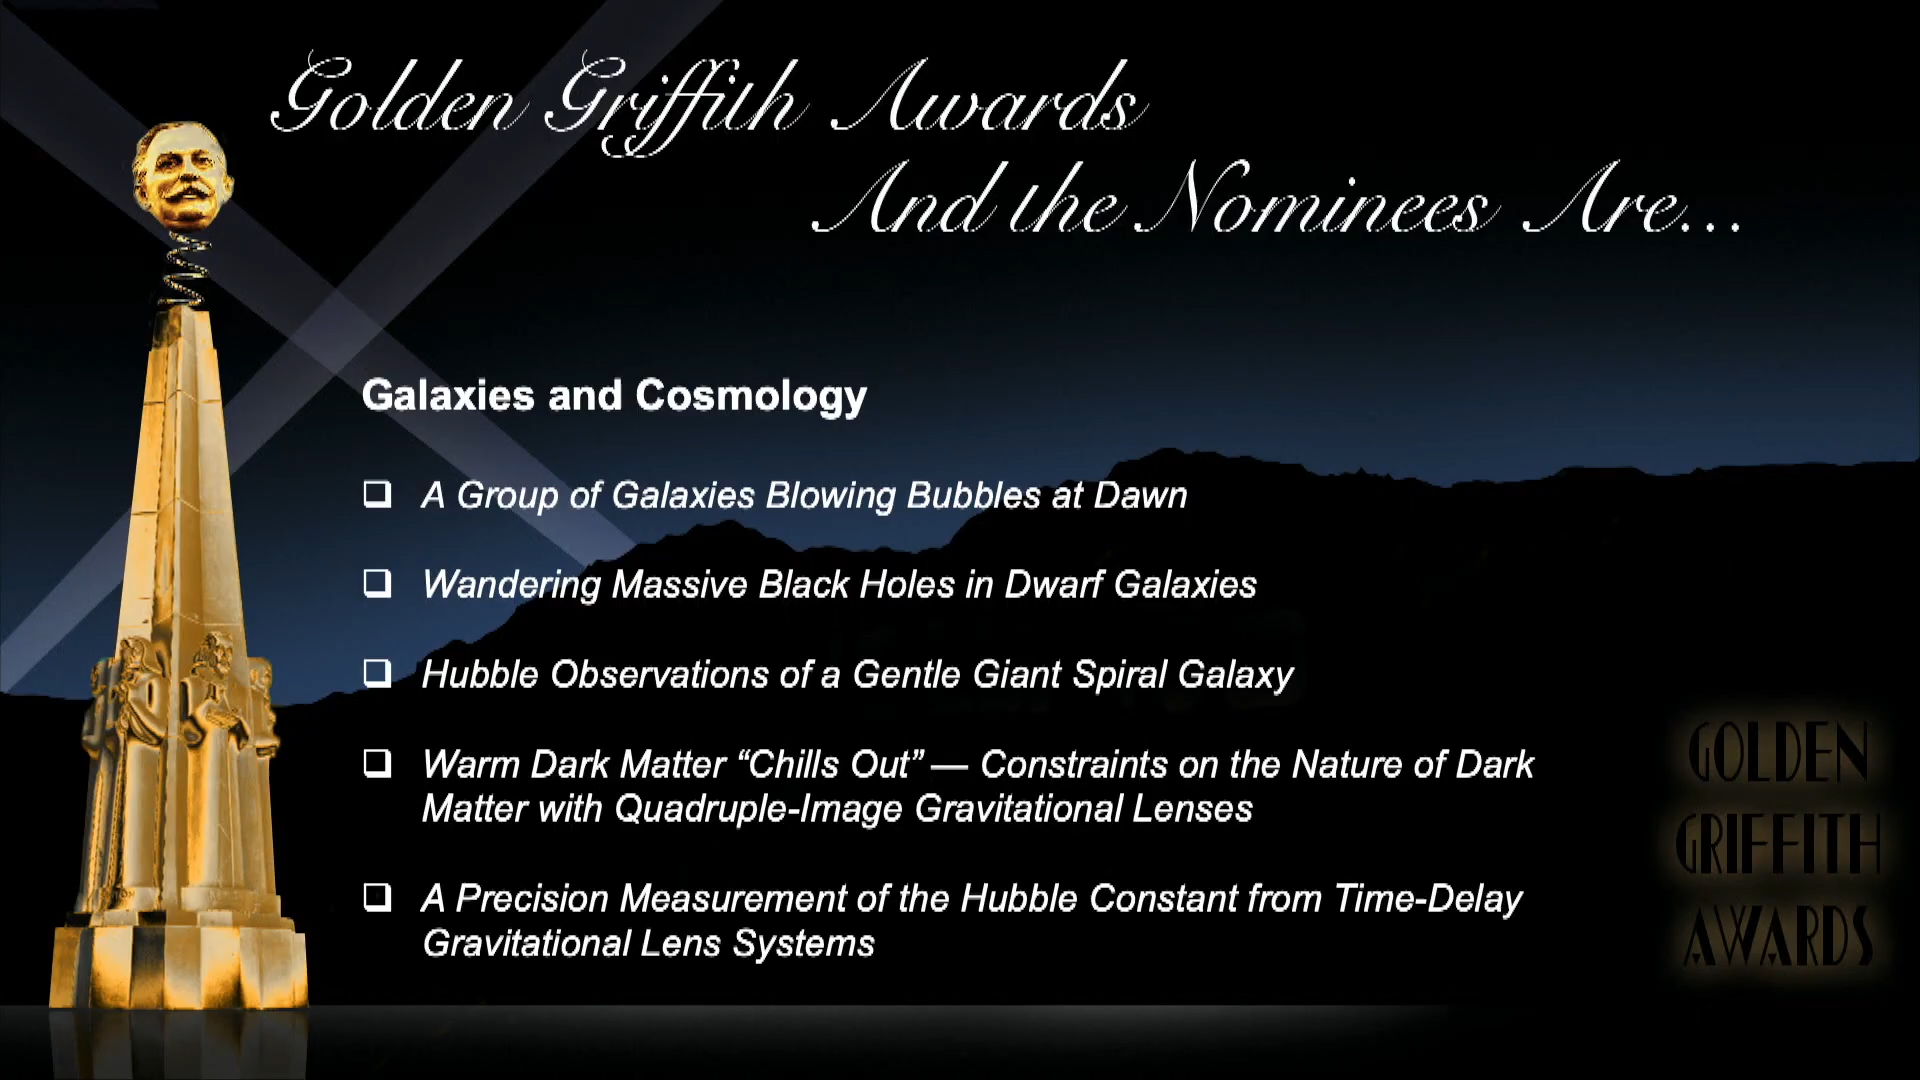 Golden Griffith Awards
And the Nominees Are...
Galaxies and Cosmology
❑ A Group of Galaxies Blowing Bubbles at Dawn
❑ Wandering Massive Black Holes in Dwarf Galaxies
❑ Hubble Observations of a Gentle Giant Spiral Galaxy
❑ Warm Dark Matter “Chills Out” — Constraints on the Nature of Dark
Matter with Quadruple-Image Gravitational Lenses
❑ A Precision Measurement of the Hubble Constant from Time-Delay
Gravitational Lens Systems
GOLDEN
GRIFFITH
AWARDS